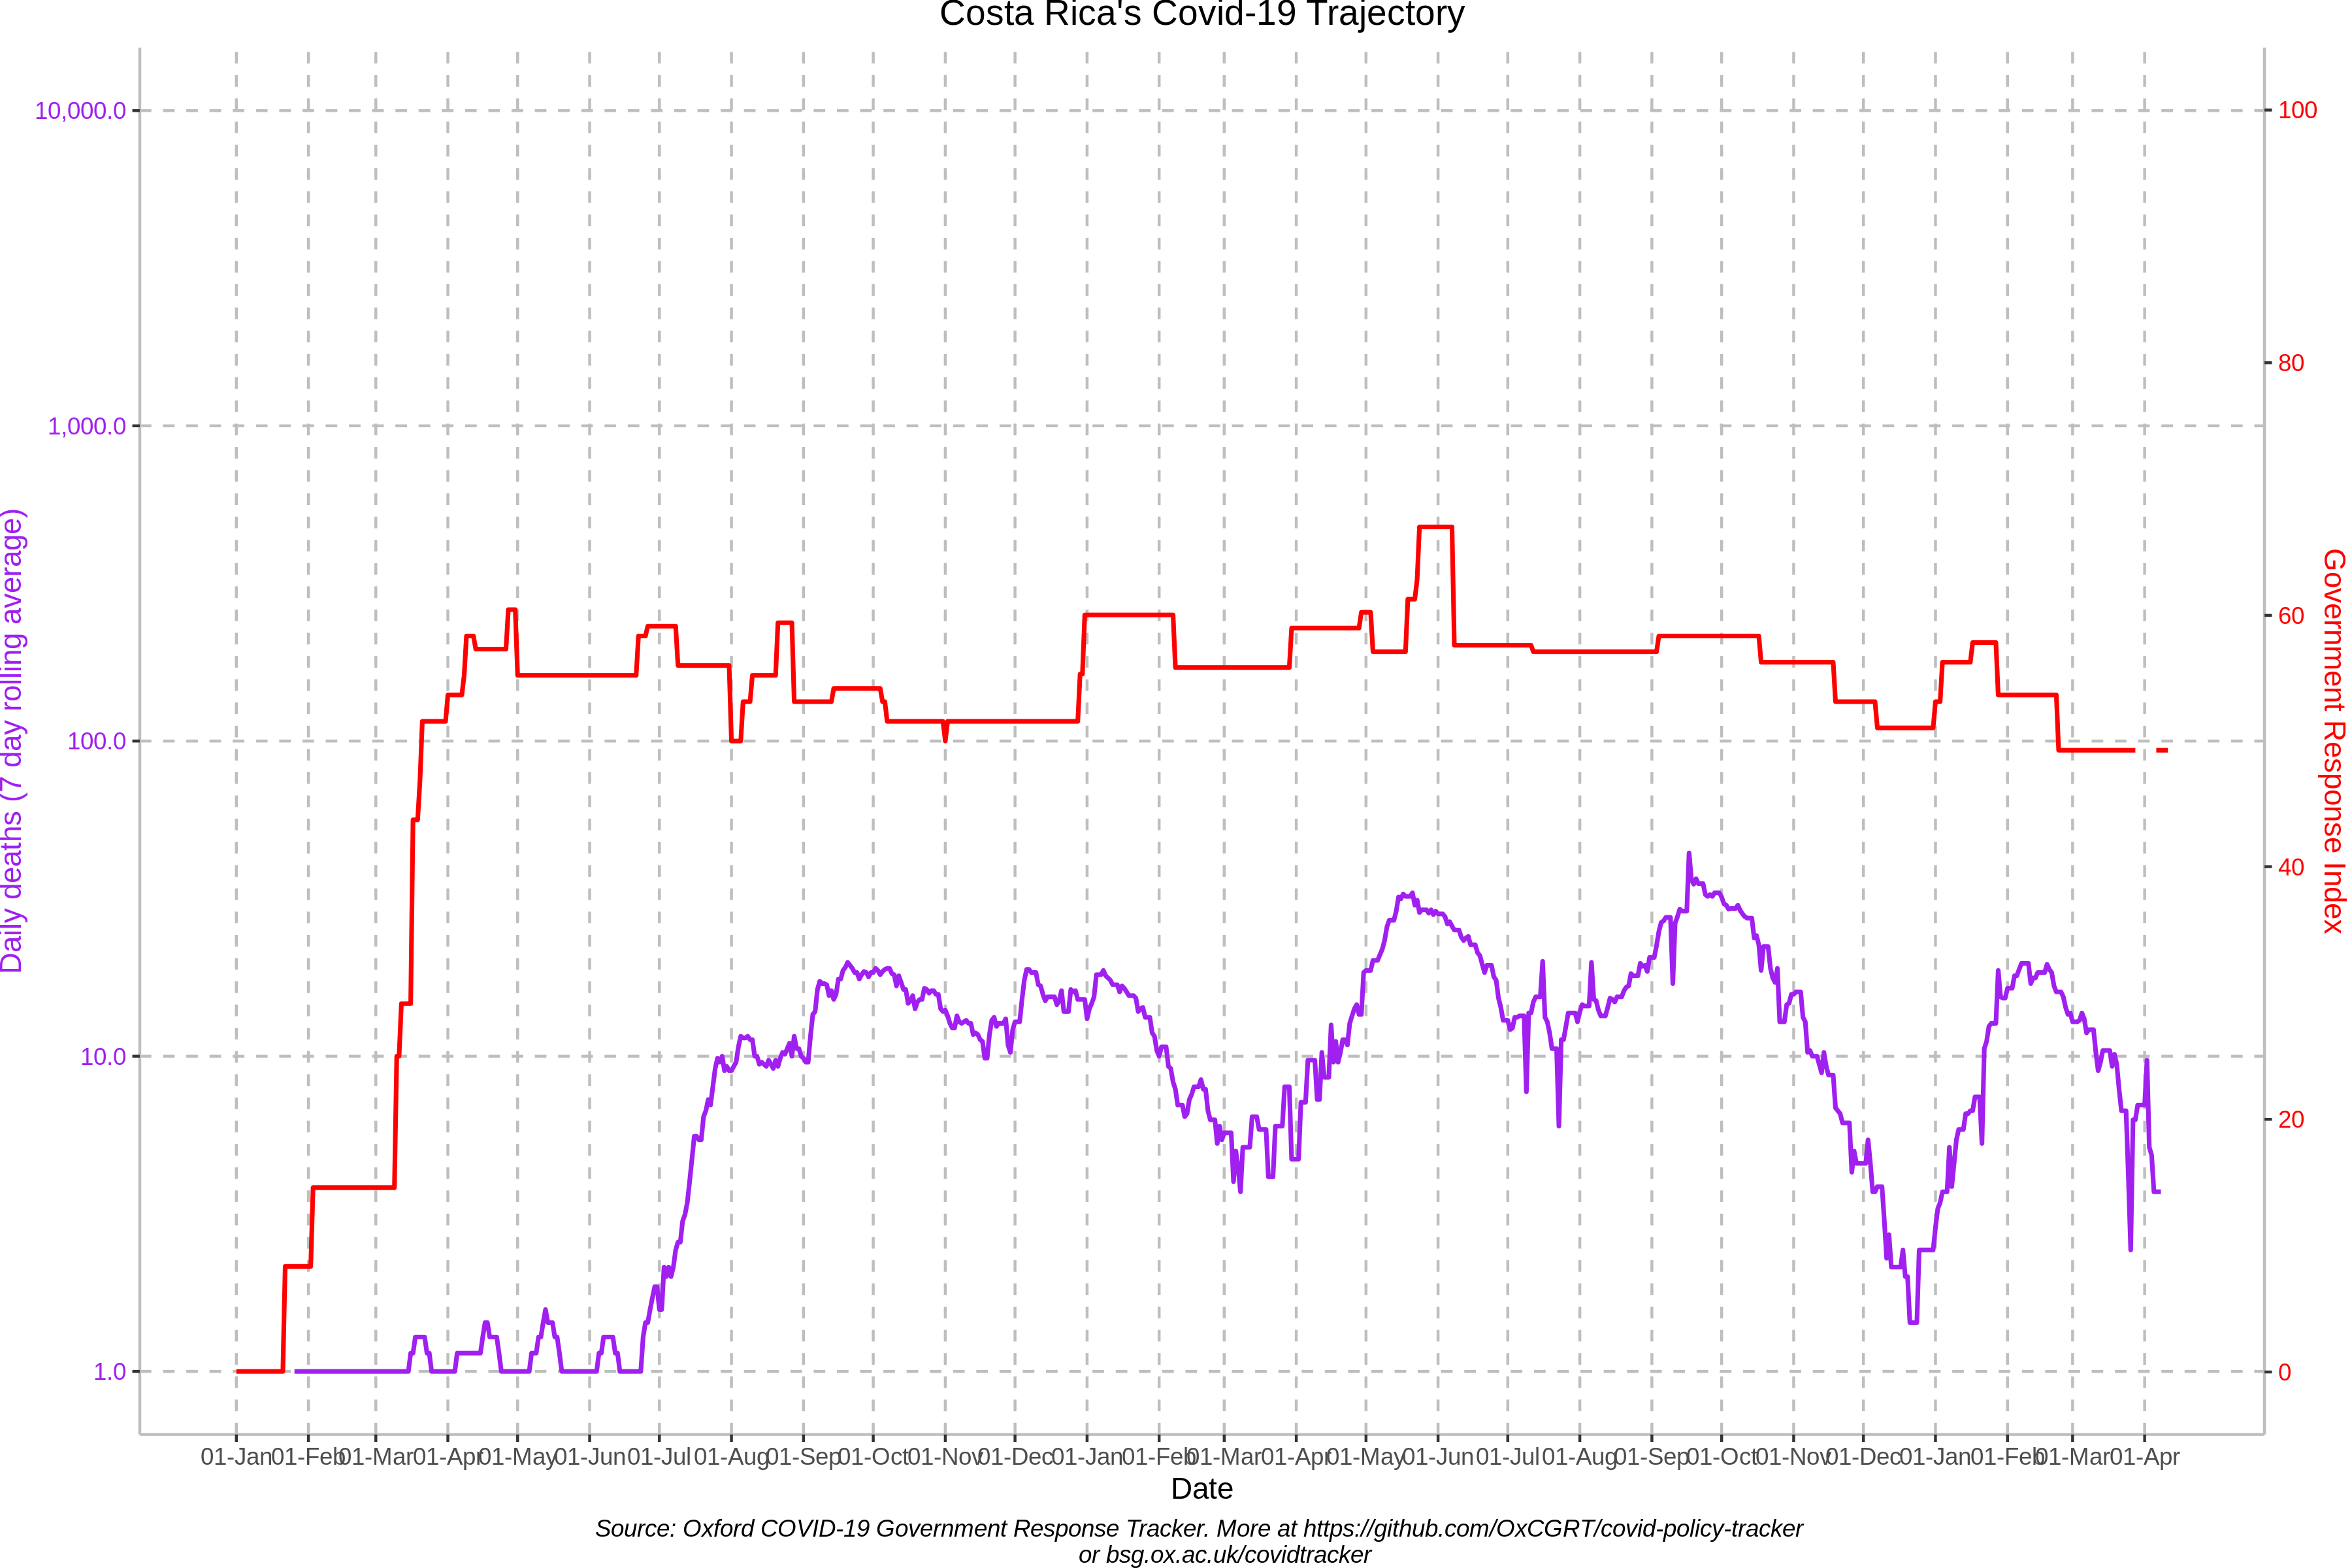 Costa Rica's Covid-19 Trajectory
10,000.0
1,000.0
100.0
10.0
1.0
Daily deaths (7 day rolling average)
100
80
60
40
20
0
Government Response Index
01-Jan 01-Feb 01-Mar 01-Apr 01-May 01-Jun 01-Jul 01-Aug 01-Sep 01-Oct 01-Nov 01-Dec 01-Jan 01-Feb 01-Mar 01-Apr 01-May 01-Jun 01-Jul 01-Aug 01-Sep 01-Oct 01-Nov 01-Dec 01-Jan 01-Feb 01-Mar 01-Apr
Date
Source: Oxford COVID-19 Government Response Tracker. More at https://github.com/OxCGRT/covid-policy-tracker
or bsg.ox.ac.uk/covidtracker